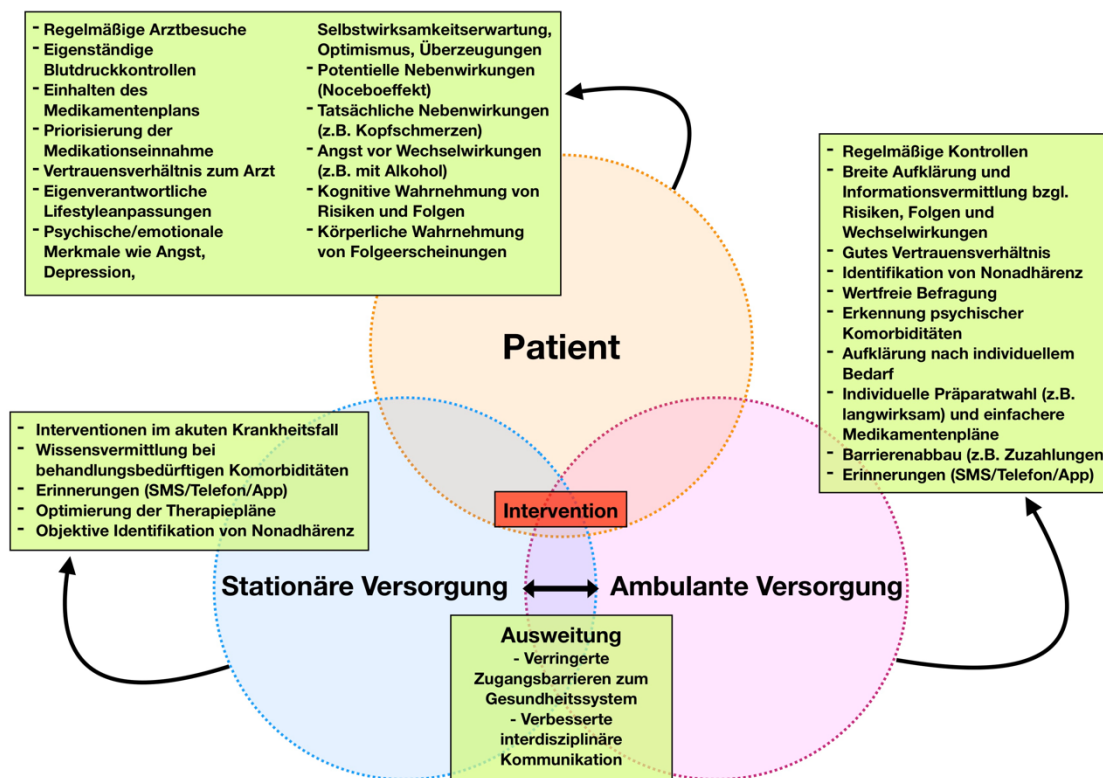 - Regelmäßige Arztbesuche
- Eigenständige
Blutdruckkontrollen
- Einhalten des
Medikamentenplans
- Priorisierung der
Medikationseinnahme
- Vertrauensverhältnis zum Arzt
- Eigenverantwortliche
Lifestyleanpassungen
- Psychische/emotionale
Merkmale wie Angst,
Depression,
Selbstwirksamkeitserwartung,
Optimismus, Überzeugungen
- Potentielle Nebenwirkungen
(Noceboeffekt)
- Tatsächliche Nebenwirkungen
(z.B. Kopfschmerzen)
- Angst vor Wechselwirkungen
(z.B. mit Alkohol)
- Kognitive Wahrnehmung von
Risiken und Folgen
- Körperliche Wahrnehmung
von Folgeerscheinungen
- Regelmäßige Kontrollen
- Breite Aufklärung und
Informationsvermittlung bzgl.
Risiken, Folgen und
Wechselwirkungen
- Gutes Vertrauensverhältnis
- Identifikation von Nonadhärenz
- Wertfreie Befragung
- Erkennung psychischer
Komorbiditäten
- Aufklärung nach individuellem
Bedarf
- Individuelle Präparatwahl (z.B.
langwirksam) und einfachere
Medikamentenpläne
- Barrierenabbau (z.B. Zuzahlungen
- Erinnerungen (SMS/Telefon/App)
Patient
- Interventionen im akuten Krankheitsfall
- Wissensvermittlung bei
behandlungsbedürftigen Komorbiditäten
- Erinnerungen (SMS/Telefon/App)
- Optimierung der Therapiepläne
- Objektive Identifikation von Nonadhärenz
Intervention
Stationäre Versorgung
Ambulante Versorgung
Ausweitung
- Verringerte
Zugangsbarrieren zum
Gesundheitssystem
- Verbesserte
interdisziplinäre
Kommunikation